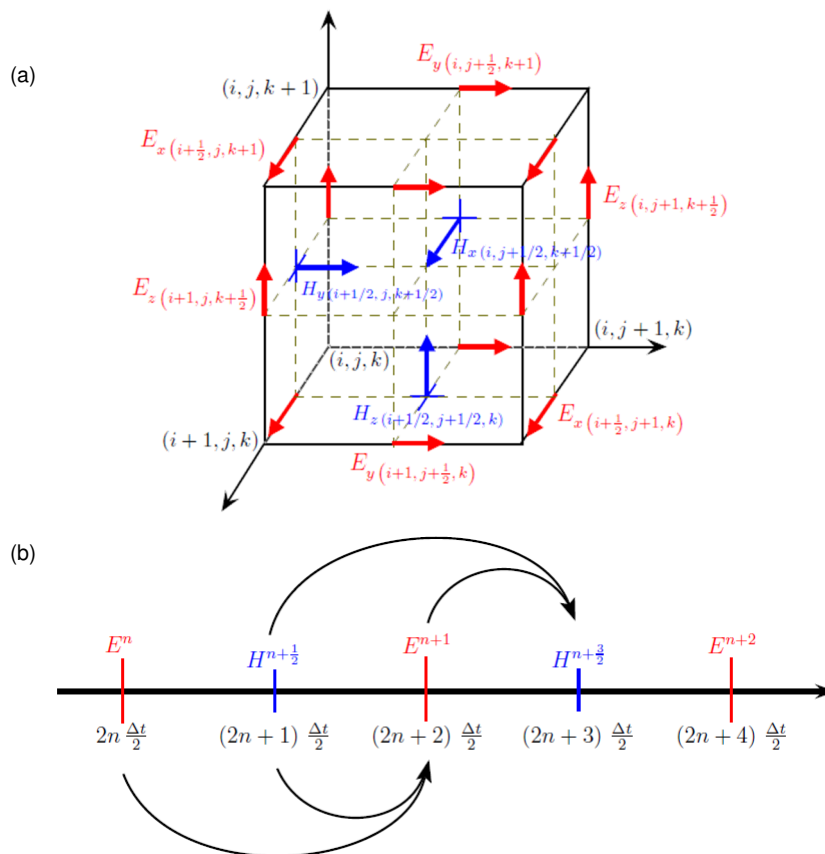 (a)
E_y(i, j+1/2, k+1)
(i, j, k + 1)
E_x(i+1/2, j, k+1)
E_z(i, j+1, k+1/2)
H_x(i, j+1/2, k+1/2)
E_z(i+1, j, k+1/2)
H_y(i+1/2, j, k+1/2)
(i, j + 1, k)
(i, j, k)
H_z(i+1/2, j+1/2, k)
E_x(i+1/2, j+1, k)
(i + 1, j, k)
E_y(i+1, j+1/2, k)
(b)
E^n H^{n+1/2} E^{n+1} H^{n+3/2} E^{n+2}
2n Δt/2 (2n + 1) Δt/2 (2n + 2) Δt/2 (2n + 3) Δt/2 (2n + 4) Δt/2